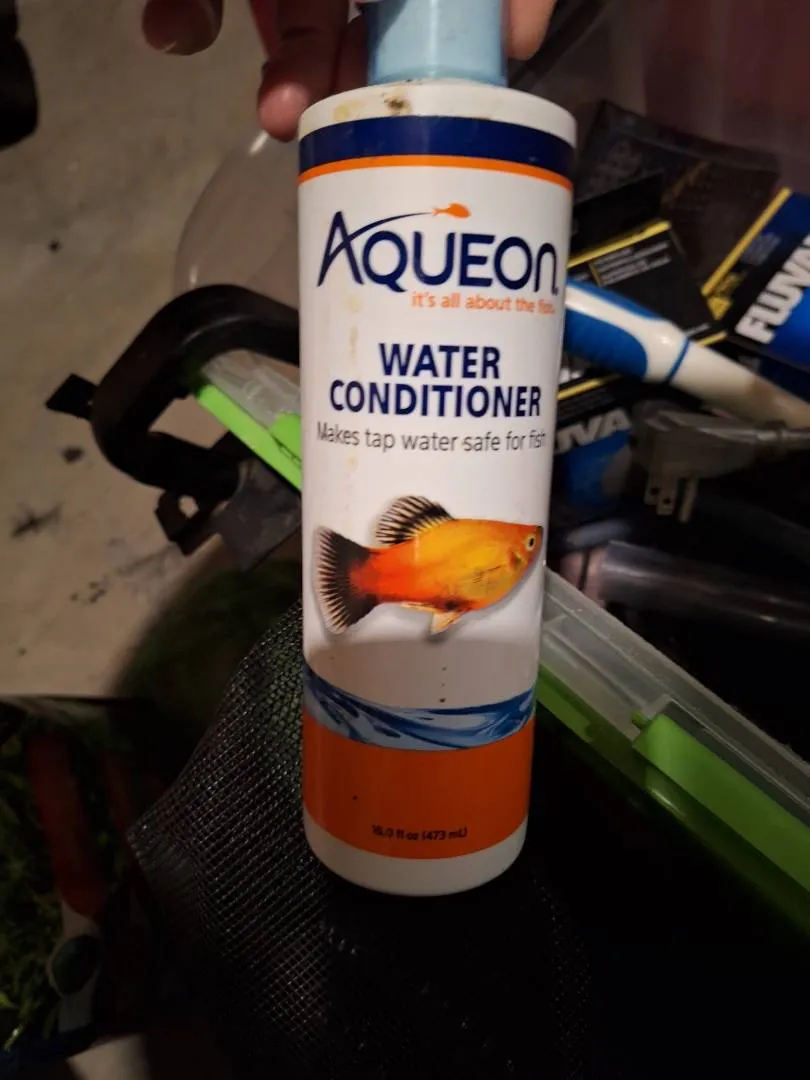 AQUEON
it's all about the fish.
WATER
CONDITIONER
Makes tap water safe for fish
16.0 fl oz (473 mL)
FLUVA
UVA